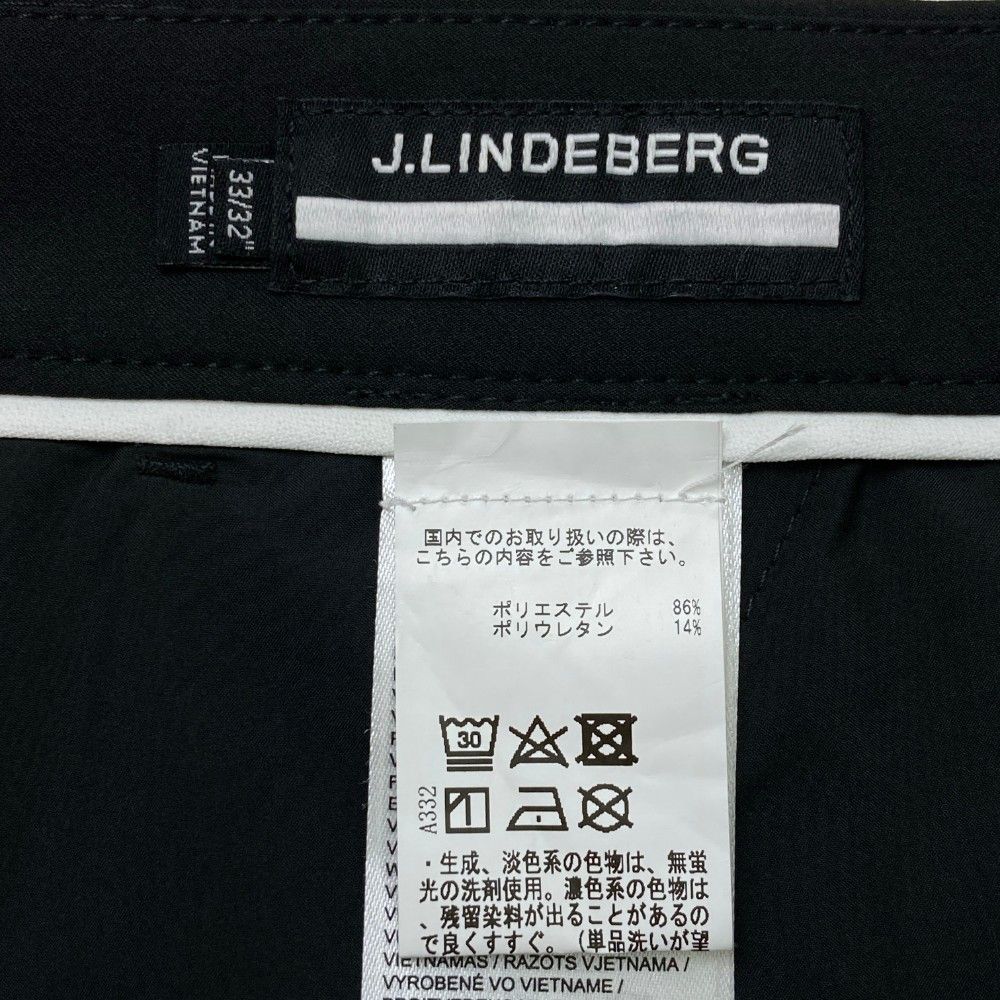 J.LINDEBERG
33/32"
VIETNAM
国内でのお取り扱いの際は、
こちらの内容をご参照下さい。
ポリエステル 86%
ポリウレタン 14%
30
A332
・生成、淡色系の色物は、無蛍
光の洗剤使用。濃色系の色物は
、残留染料が出ることがあるの
で良くすすぐ。（単品洗いが望
VIETNAMAS / RAŽOTS VJETNAMA /
VYROBENÉ VO VIETNAME /